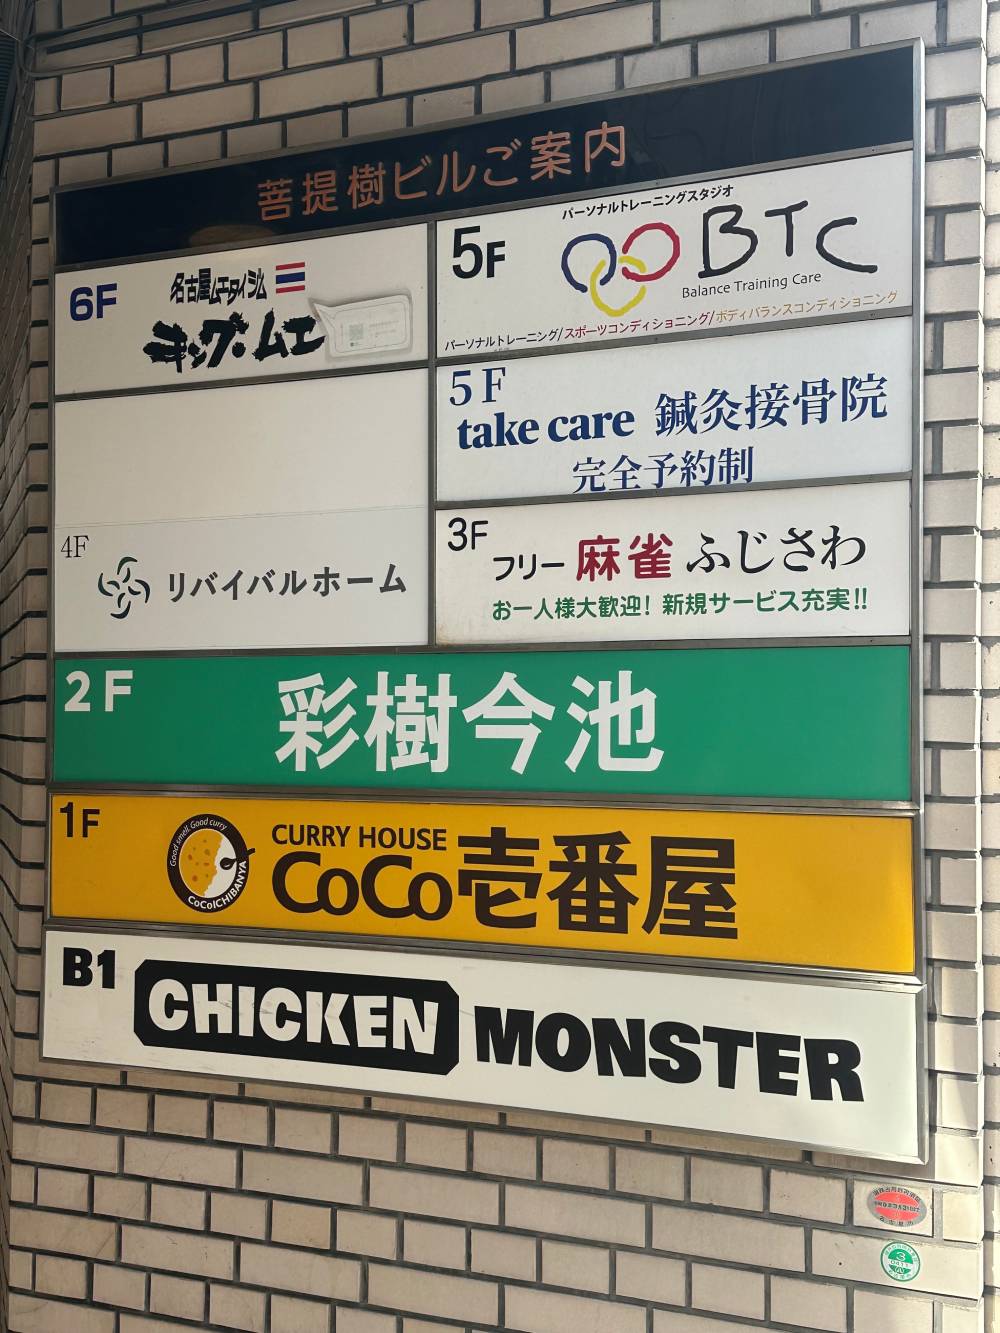 菩提樹ビルご案内
6F
名古屋ムエタイジム
キング・ムエ
5F
パーソナルトレーニングスタジオ
BTC
Balance Training Care
パーソナルトレーニング/スポーツコンディショニング/ボディバランスコンディショニング
5F
take care 鍼灸接骨院
完全予約制
4F
リバイバルホーム
3F
フリー 麻雀 ふじさわ
お一人様大歓迎! 新規サービス充実!!
2F
彩樹今池
1F
Good smell Good curry
CoCoICHIBANYA
CURRY HOUSE
CoCo壱番屋
B1
CHICKEN MONSTER
3